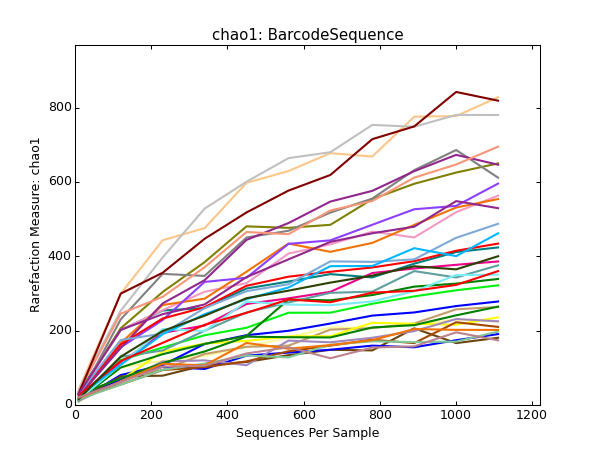 chao1: BarcodeSequence
Rarefaction Measure: chao1
800
600
400
200
0
0 200 400 600 800 1000 1200
Sequences Per Sample